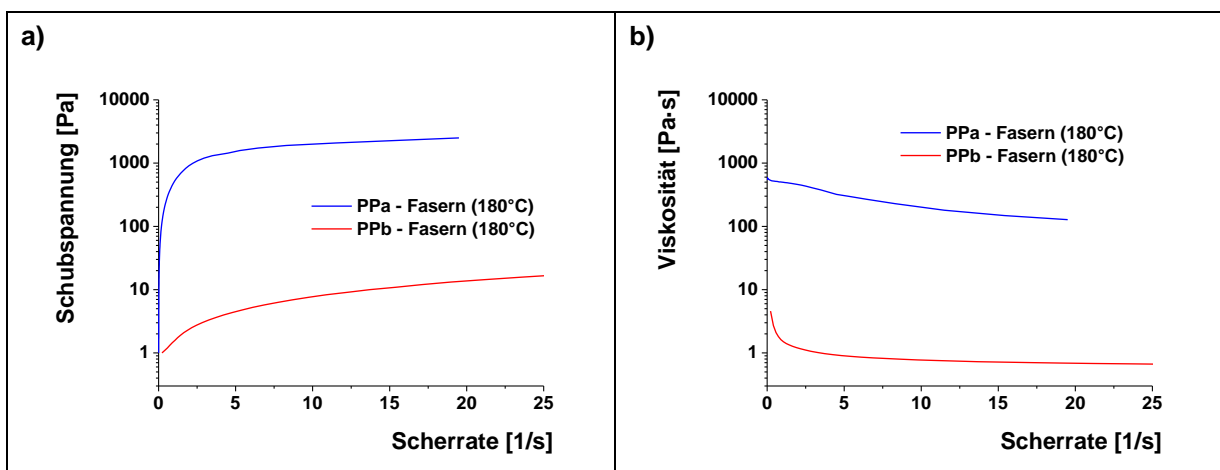 a)
Schubspannung [Pa]
10000
1000
100
10
1
PPa - Fasern (180°C)
PPb - Fasern (180°C)
0 5 10 15 20 25
Scherrate [1/s]
b)
Viskosität [Pa·s]
10000
1000
100
10
1
PPa - Fasern (180°C)
PPb - Fasern (180°C)
0 5 10 15 20 25
Scherrate [1/s]